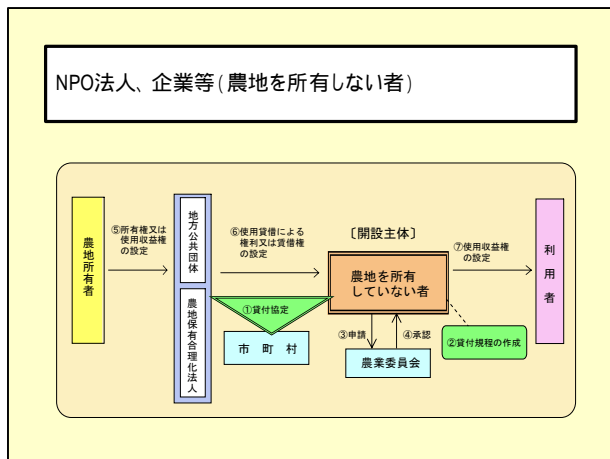 NPO法人、企業等(農地を所有しない者)
農地所有者
⑤所有権又は
使用収益権
の設定
地方公共団体
農地保有合理化法人
⑥使用貸借による
権利又は賃借権
の設定
①貸付協定
市町村
〔開設主体〕
農地を所有
していない者
③申請
④承認
農業委員会
⑦使用収益権
の設定
②貸付規程の作成
利用者